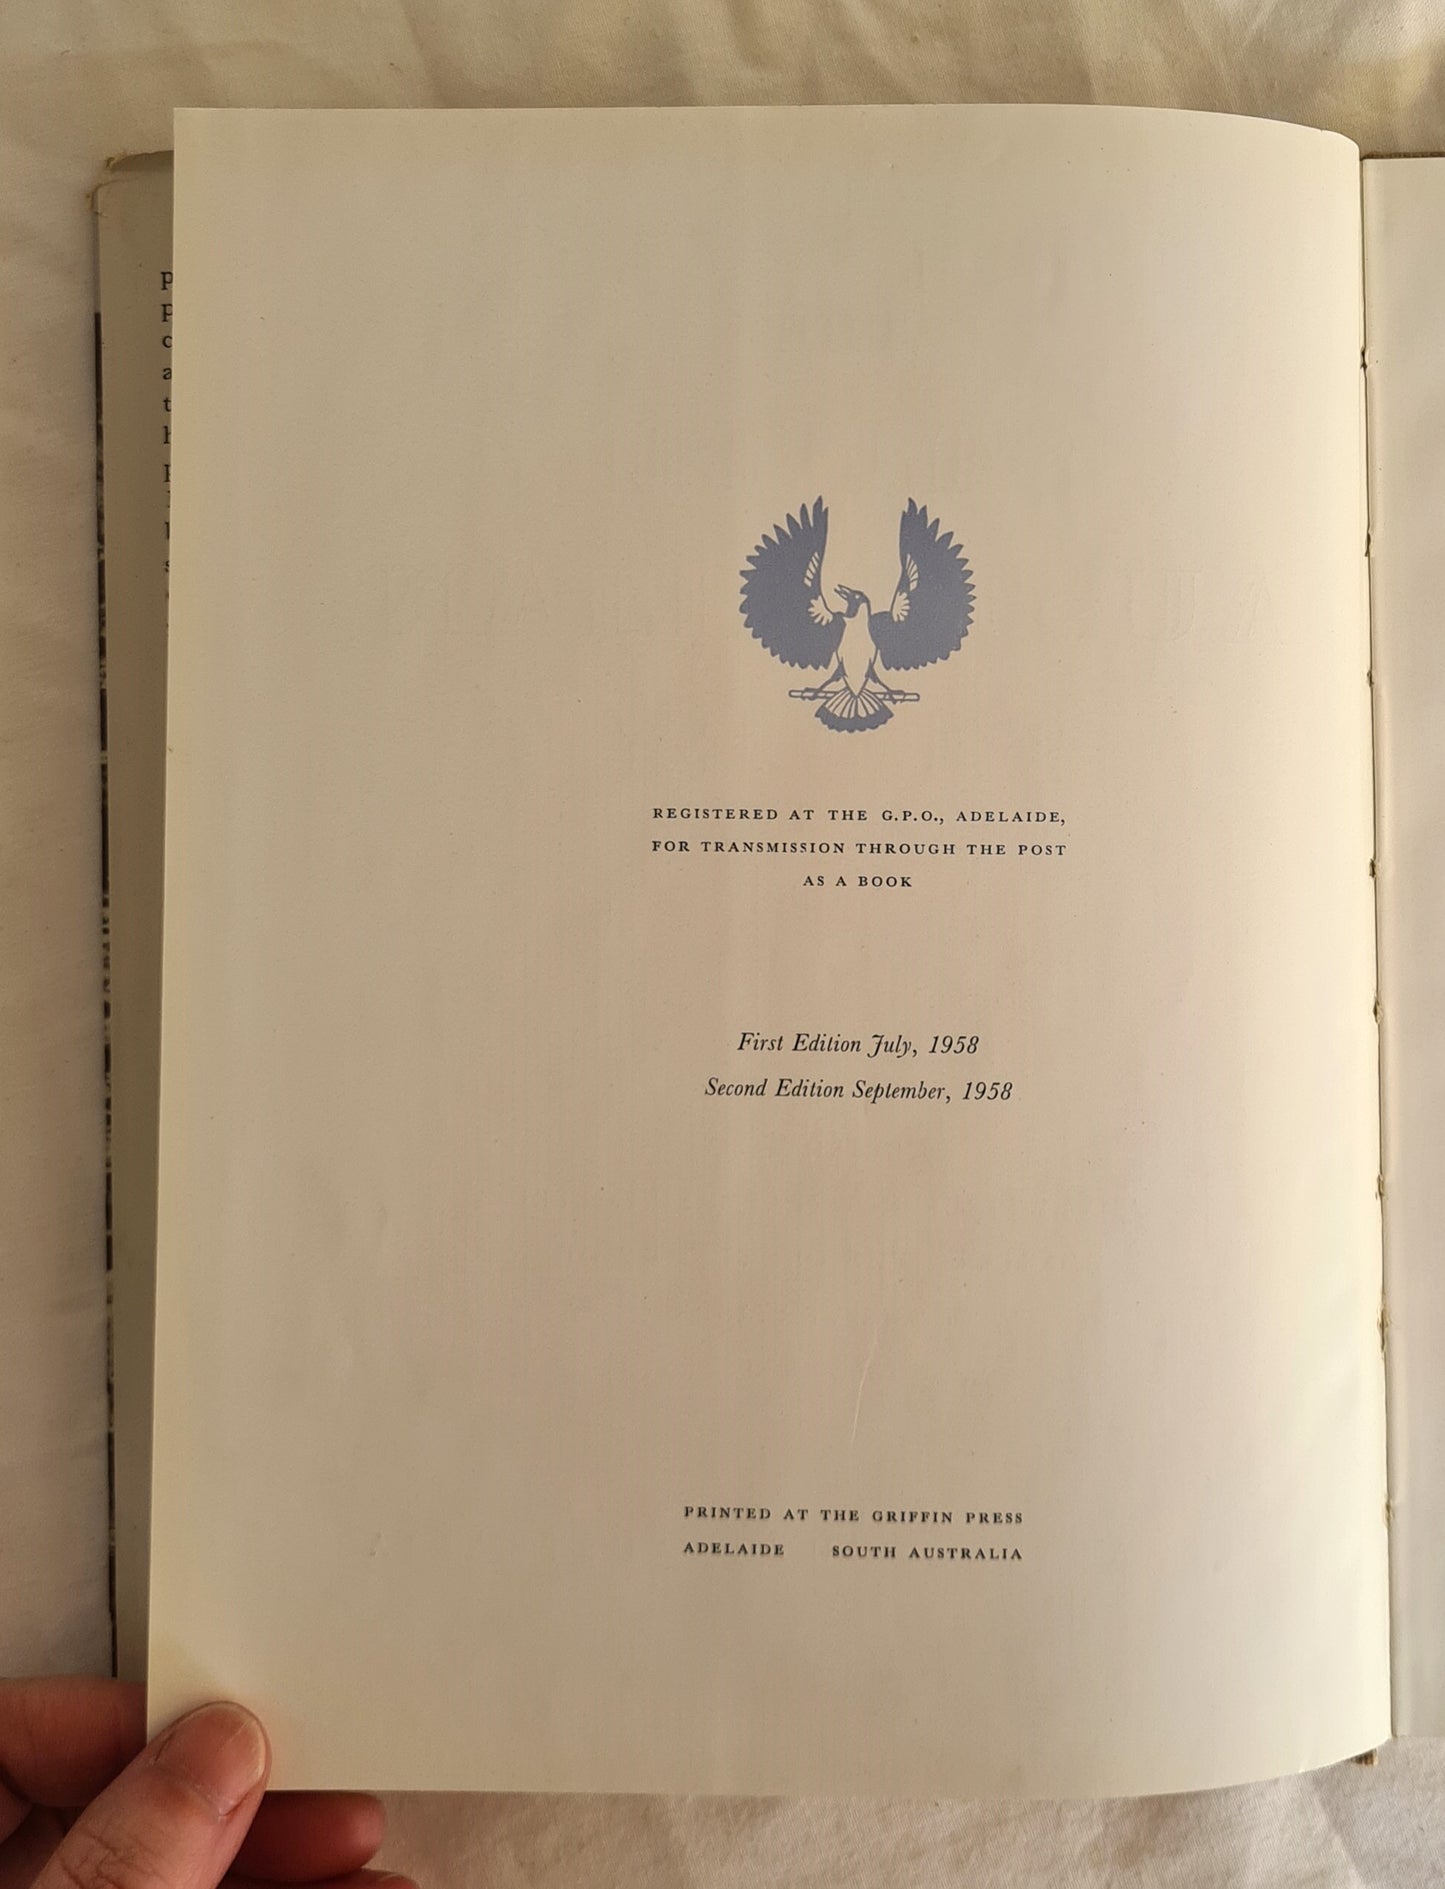 REGISTERED AT THE G.P.O., ADELAIDE,
FOR TRANSMISSION THROUGH THE POST
AS A BOOK
First Edition July, 1958
Second Edition September, 1958
PRINTED AT THE GRIFFIN PRESS
ADELAIDE SOUTH AUSTRALIA